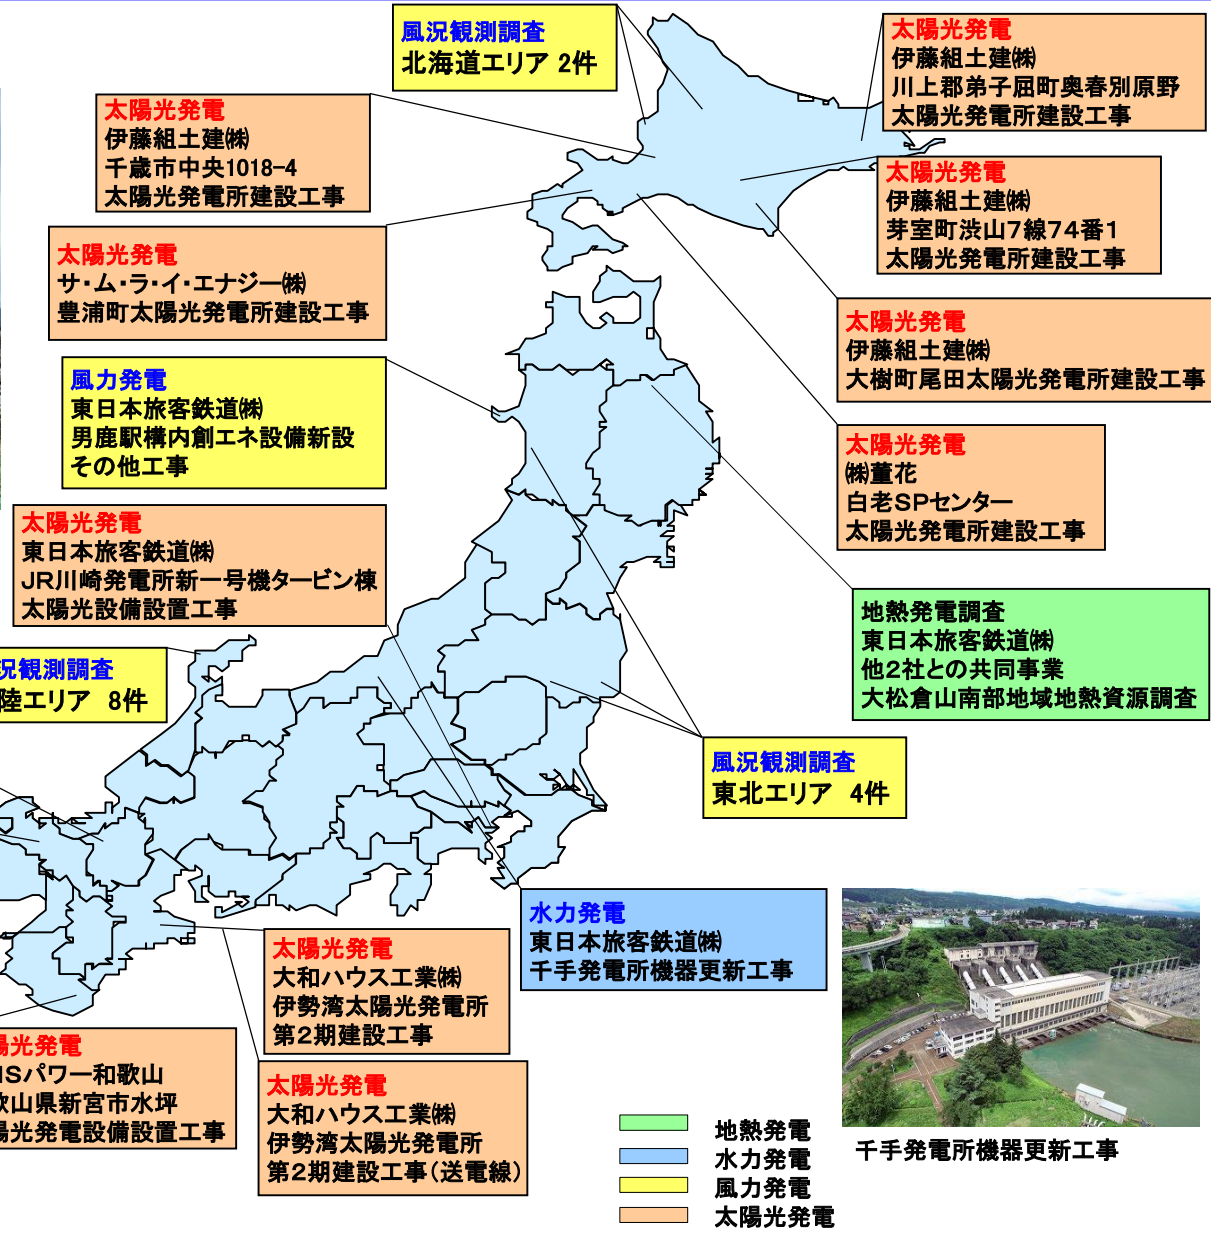 風況観測調査
北海道エリア 2件
太陽光発電
伊藤組土建㈱
川上郡弟子屈町奥春別原野
太陽光発電所建設工事
太陽光発電
伊藤組土建㈱
千歳市中央1018-4
太陽光発電所建設工事
太陽光発電
伊藤組土建㈱
芽室町渋山7線74番1
太陽光発電所建設工事
太陽光発電
サ・ム・ラ・イ・エナジー㈱
豊浦町太陽光発電所建設工事
太陽光発電
伊藤組土建㈱
大樹町尾田太陽光発電所建設工事
風力発電
東日本旅客鉄道㈱
男鹿駅構内創エネ設備新設
その他工事
太陽光発電
㈱董花
白老SPセンター
太陽光発電所建設工事
太陽光発電
東日本旅客鉄道㈱
JR川崎発電所新一号機タービン棟
太陽光設備設置工事
地熱発電調査
東日本旅客鉄道㈱
他2社との共同事業
大松倉山南部地域地熱資源調査
況観測調査
陸エリア 8件
風況観測調査
東北エリア 4件
水力発電
東日本旅客鉄道㈱
千手発電所機器更新工事
太陽光発電
大和ハウス工業㈱
伊勢湾太陽光発電所
第2期建設工事
陽光発電
ISパワー和歌山
歌山県新宮市水坪
陽光発電設備設置工事
太陽光発電
大和ハウス工業㈱
伊勢湾太陽光発電所
第2期建設工事(送電線)
地熱発電
水力発電
風力発電
太陽光発電
千手発電所機器更新工事